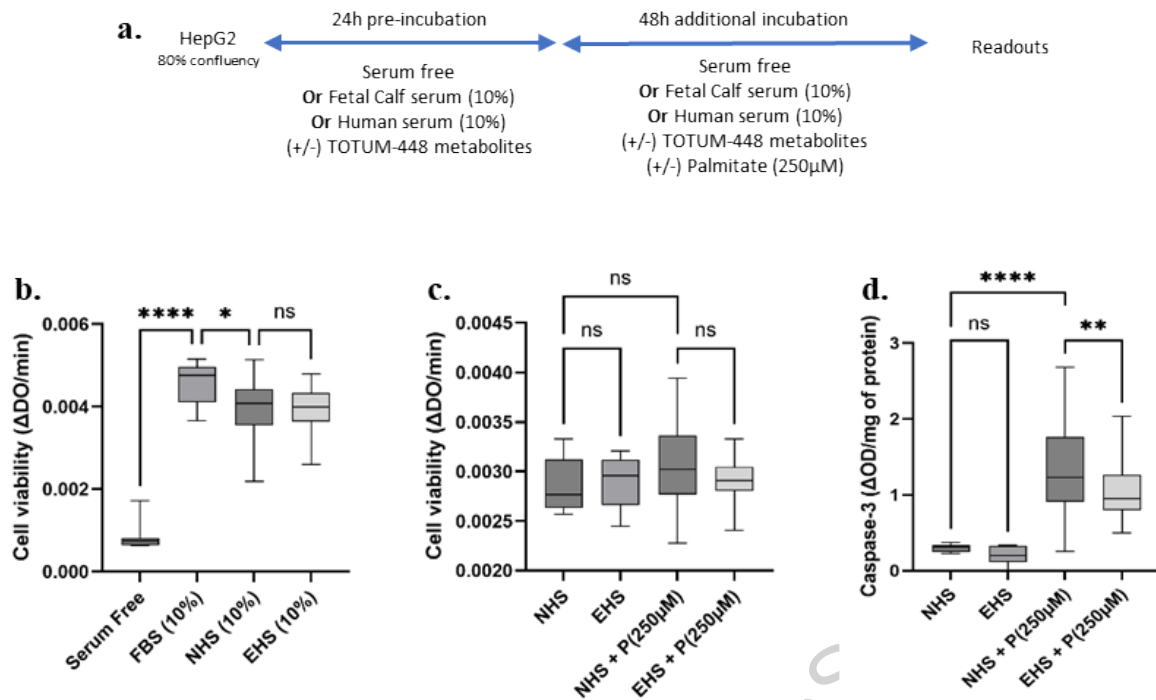 a.
24h pre-incubation
48h additional incubation
HepG2
80% confluency
Readouts
Serum free
Or Fetal Calf serum (10%)
Or Human serum (10%)
(+/-) TOTUM-448 metabolites
Serum free
Or Fetal Calf serum (10%)
Or Human serum (10%)
(+/-) TOTUM-448 metabolites
(+/-) Palmitate (250µM)
b.
Cell viability (ΔDO/min)
0.006
0.004
0.002
0.000
****
*
ns
Serum Free
FBS (10%)
NHS (10%)
EHS (10%)
c.
Cell viability (ΔDO/min)
0.0045
0.0040
0.0035
0.0030
0.0025
0.0020
ns
ns
ns
NHS
EHS
NHS + P(250µM)
EHS + P(250µM)
d.
Caspase-3 (ΔOD/mg of protein)
3
2
1
0
****
ns
**
NHS
EHS
NHS + P(250µM)
EHS + P(250µM)